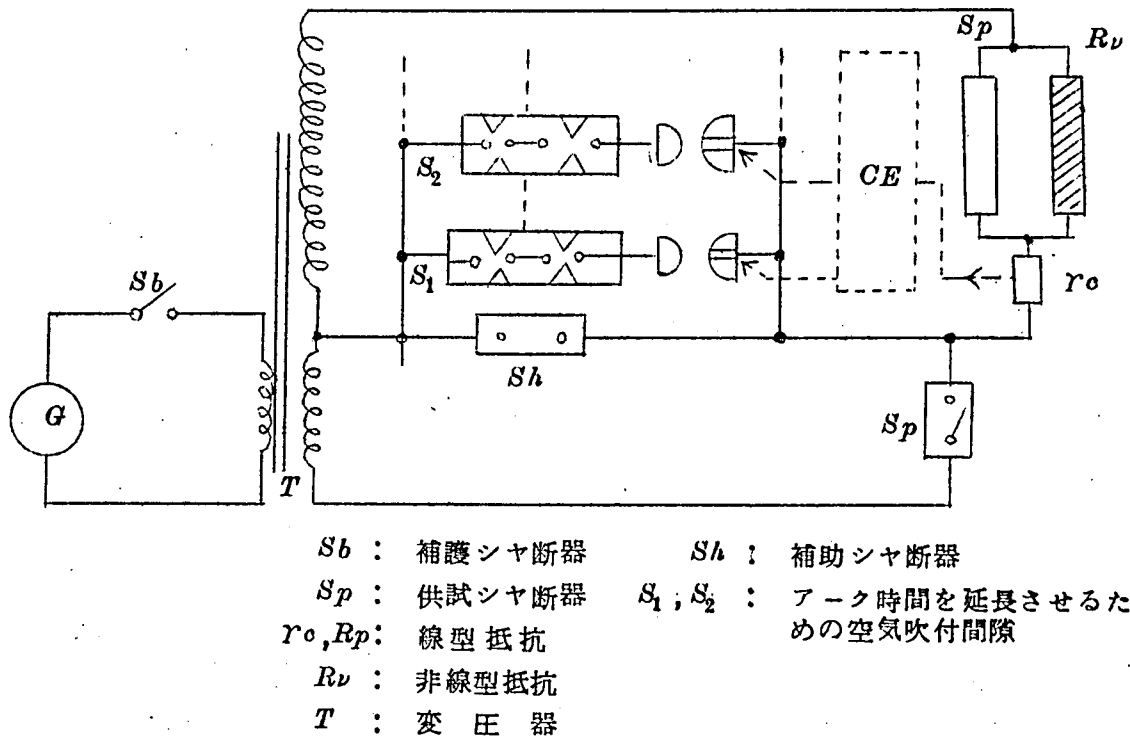 Sp
Rν
S2
CE
S1
Sb
rc
Sh
G
Sp
T
Sb : 補護シヤ断器
Sh : 補助シヤ断器
Sp : 供試シヤ断器
S1 , S2 : アーク時間を延長させるた
めの空気吹付間隙
rc,Rp: 線型抵抗
Rν : 非線型抵抗
T : 変圧器